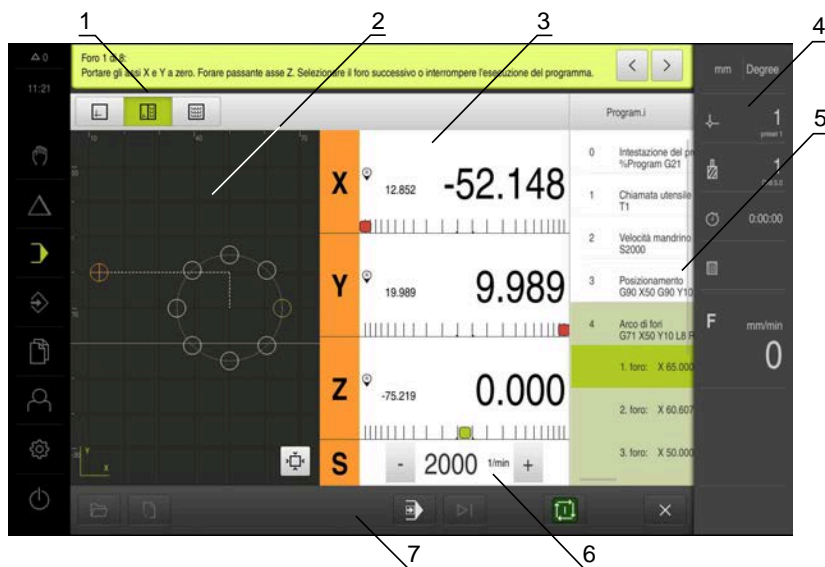 1
2
3
4
5
6
7
0
11:21
Foro 1 di 8:
Portare gli assi X e Y a zero. Forare passante asse Z. Selezionare il foro successivo o interrompere l'esecuzione del programma.
mm Degree
Program.i
10 40 70
X 12.852 -52.148
Y 19.989 9.989
Z -75.219 0.000
S - 2000 1/min +
0 Intestazione del pr
%Program G21
1 Chiamata utensile
T1
2 Velocità mandrino
S2000
3 Posizionamento
G90 X50 G90 Y10
4 Arco di fori
G71 X50 Y10 L8 R
1. foro: X 65.000
2. foro: X 60.607
3. foro: X 50.000
1
preset 1
1
0:00:00
F mm/min
0
Y
X